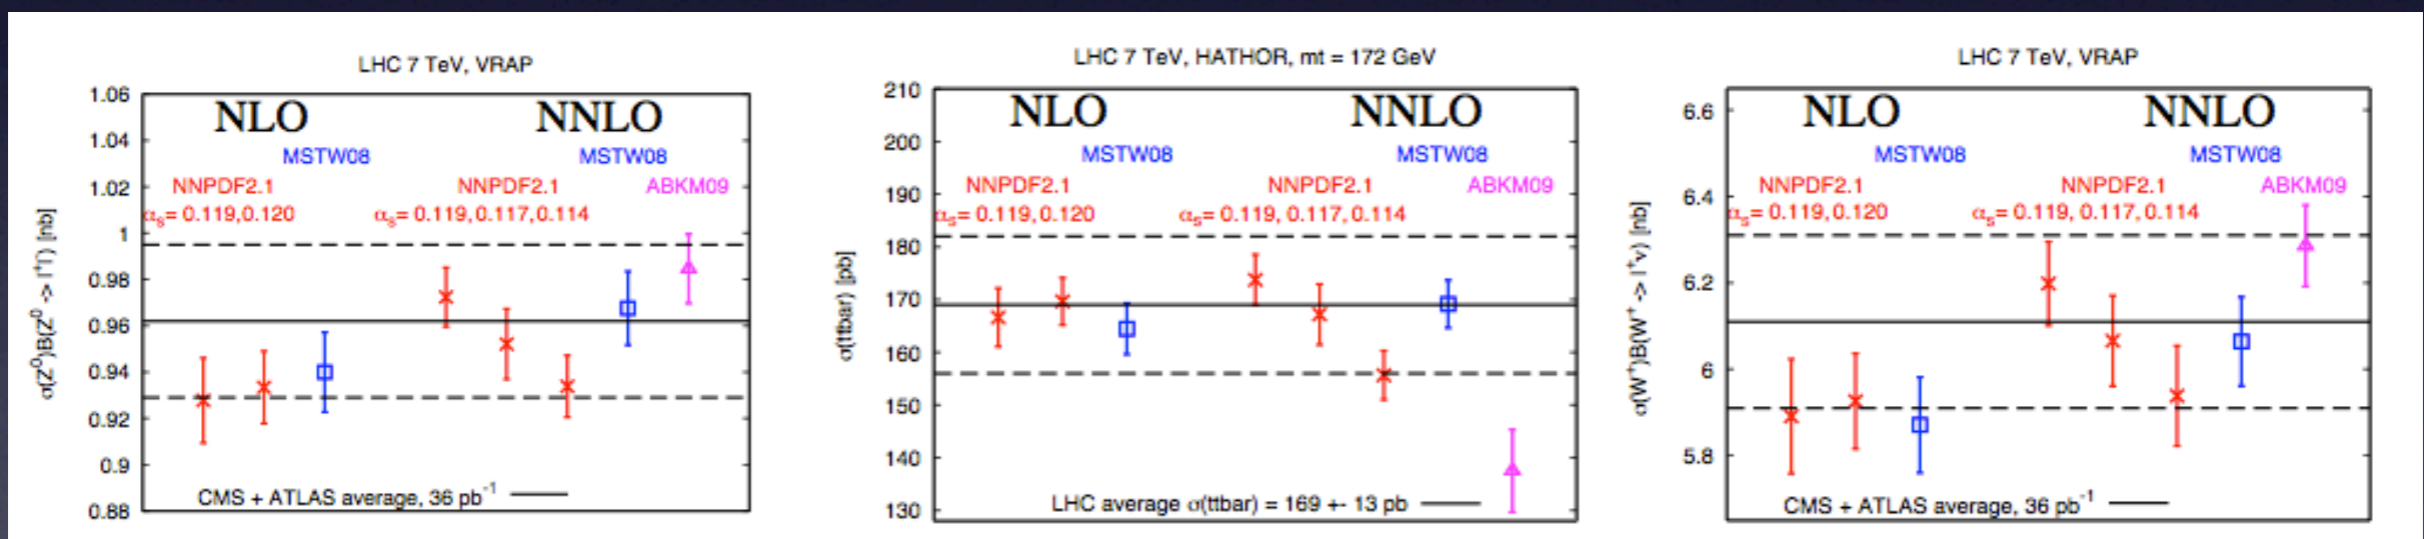 LHC 7 TeV, VRAP
NLO NNLO
MSTW08 MSTW08
NNPDF2.1 NNPDF2.1 ABKM09
αs= 0.119,0.120 αs= 0.119,0.117,0.114
σ(Z⁰)B(Z⁰ -> l⁺l⁻) [nb]
1.06
1.04
1.02
1
0.98
0.96
0.94
0.92
0.9
0.88
CMS + ATLAS average, 36 pb⁻¹
LHC 7 TeV, HATHOR, mt = 172 GeV
NLO NNLO
MSTW08 MSTW08
NNPDF2.1 NNPDF2.1 ABKM09
αs= 0.119,0.120 αs= 0.119, 0.117, 0.114
σ(ttbar) [pb]
210
200
190
180
170
160
150
140
130
LHC average σ(ttbar) = 169 +- 13 pb
LHC 7 TeV, VRAP
NLO NNLO
MSTW08 MSTW08
NNPDF2.1 NNPDF2.1 ABKM09
αs= 0.119,0.120 αs= 0.119, 0.117, 0.114
σ(W⁺)B(W⁺ -> l⁺ν) [nb]
6.6
6.4
6.2
6
5.8
CMS + ATLAS average, 36 pb⁻¹